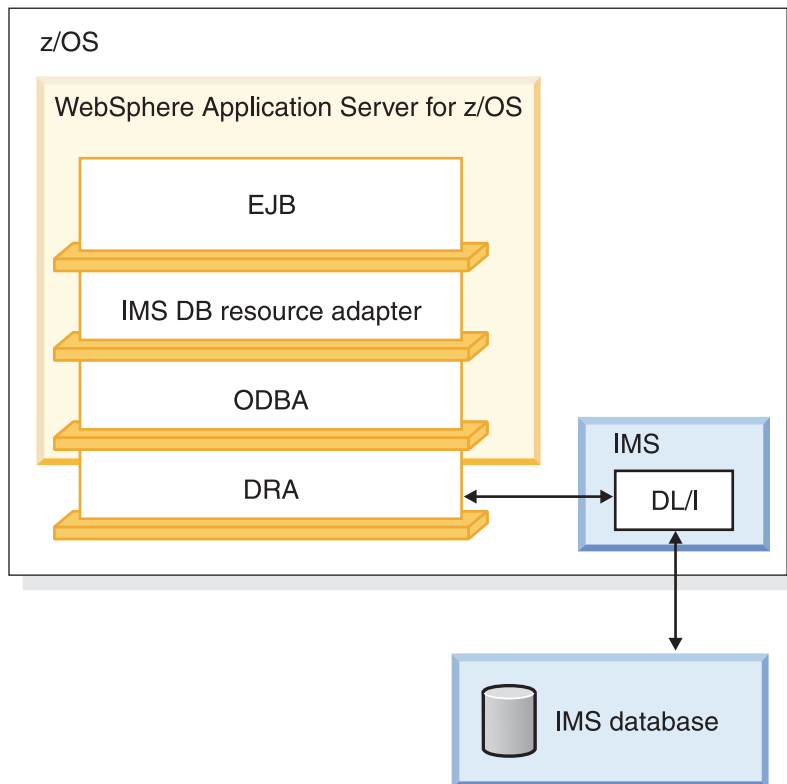 z/OS
WebSphere Application Server for z/OS
EJB
IMS DB resource adapter
ODBA
DRA
IMS
DL/I
IMS database